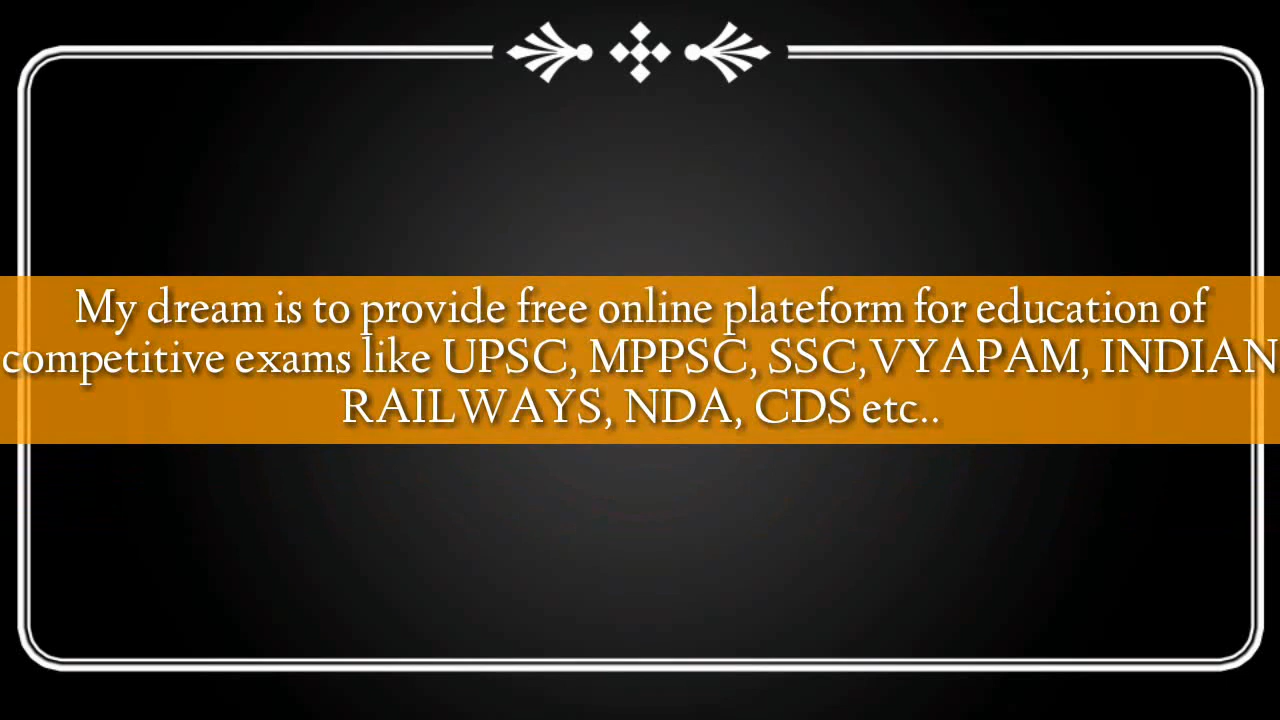 My dream is to provide free online plateform for education of
competitive exams like UPSC, MPPSC, SSC,VYAPAM, INDIAN
RAILWAYS, NDA, CDS etc..